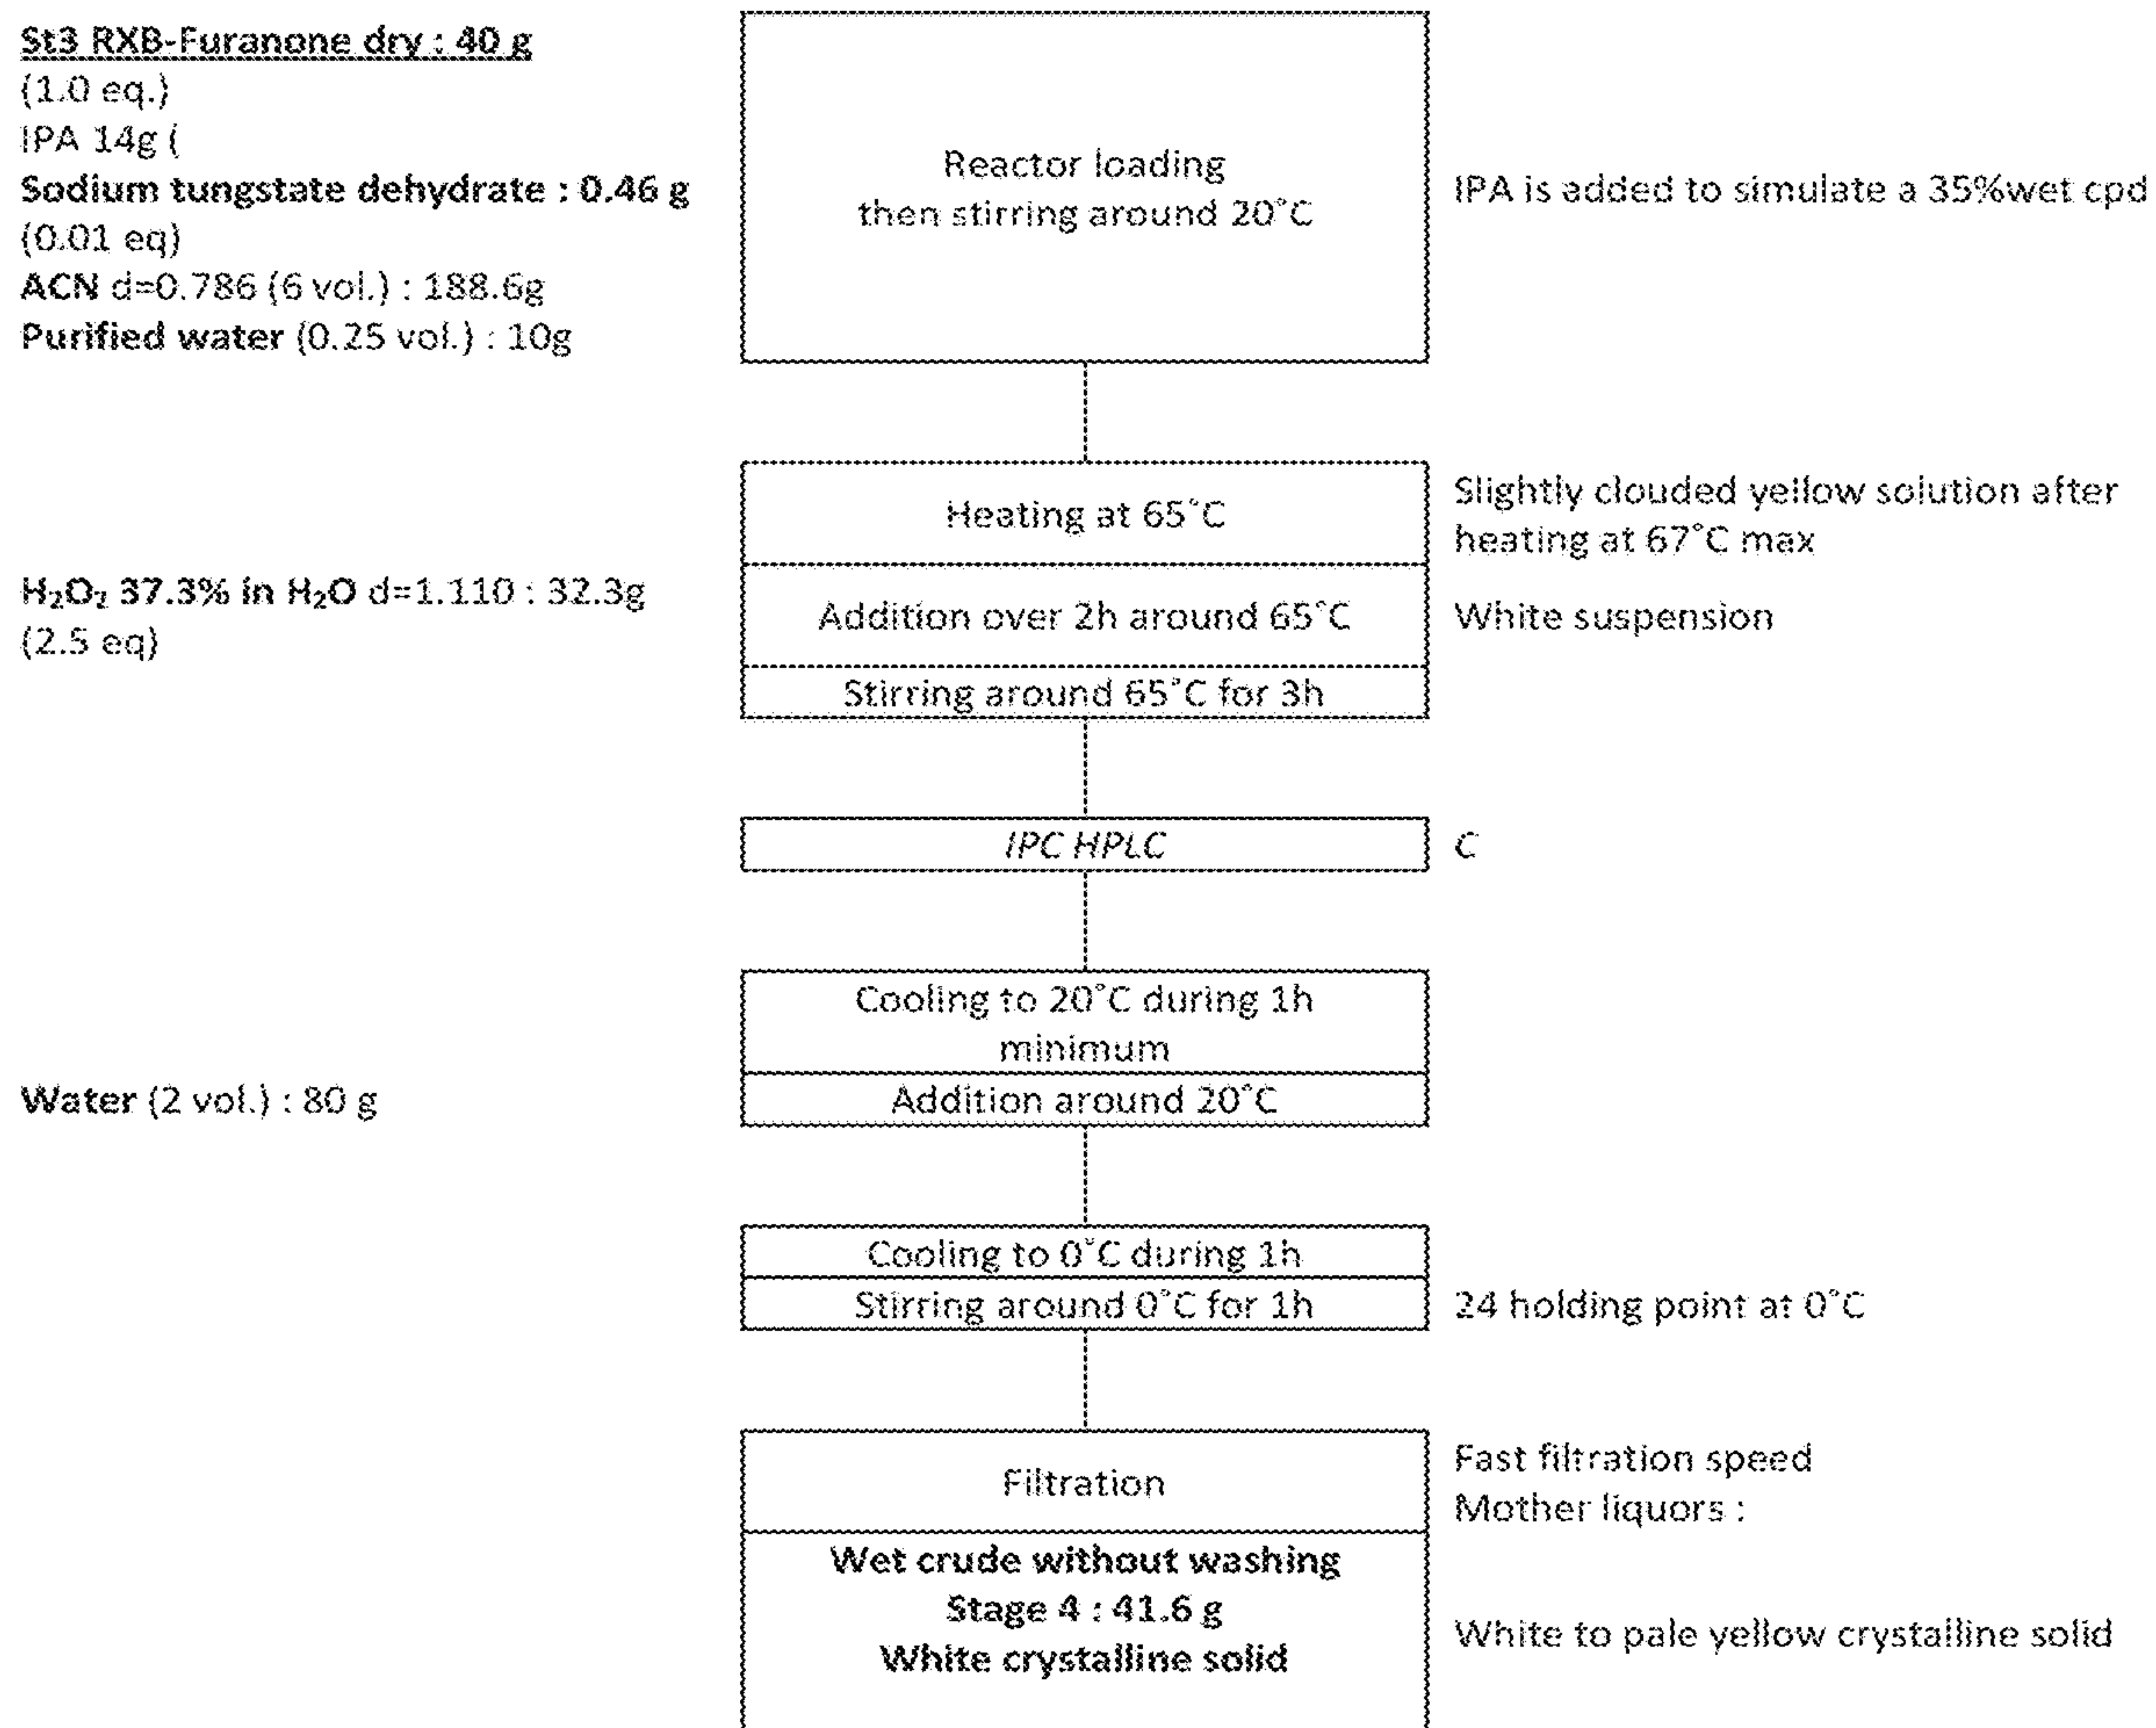 St3 RXB-Furanone dry : 40 g
(1.0 eq.)
IPA 14g (
Sodium tungstate dehydrate : 0.46 g
(0.01 eq)
ACN d=0.786 (6 vol.) : 188.6g
Purified water (0.25 vol.) : 10g
Reactor loading
then stirring around 20°C
IPA is added to simulate a 35%wet cpd
Heating at 65°C
Slightly clouded yellow solution after
heating at 67°C max
H₂O₂ 37.3% in H₂O d=1.110 : 32.3g
(2.5 eq)
Addition over 2h around 65°C
White suspension
Stirring around 65°C for 3h
IPC HPLC
C
Cooling to 20°C during 1h
minimum
Water (2 vol.) : 80 g
Addition around 20°C
Cooling to 0°C during 1h
Stirring around 0°C for 1h
24 holding point at 0°C
Filtration
Fast filtration speed
Mother liquors :
Wet crude without washing
Stage 4 : 41.6 g
White crystalline solid
White to pale yellow crystalline solid